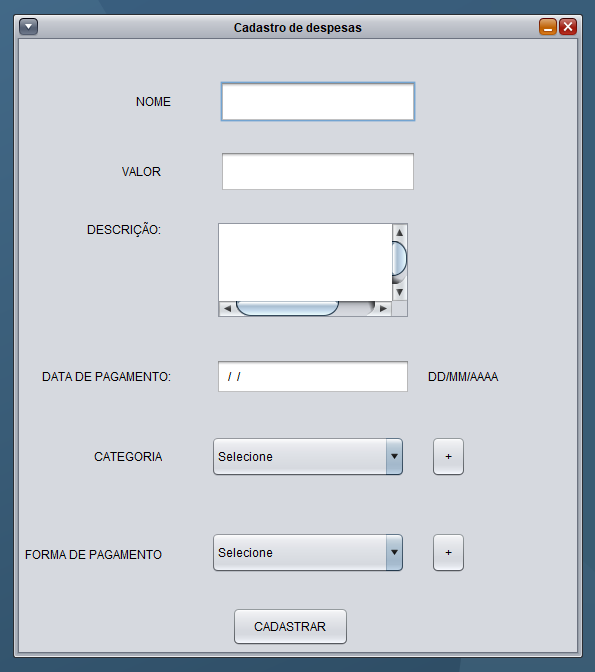 Cadastro de despesas
NOME
VALOR
DESCRIÇÃO:
DATA DE PAGAMENTO: / / DD/MM/AAAA
CATEGORIA Selecione +
FORMA DE PAGAMENTO Selecione +
CADASTRAR